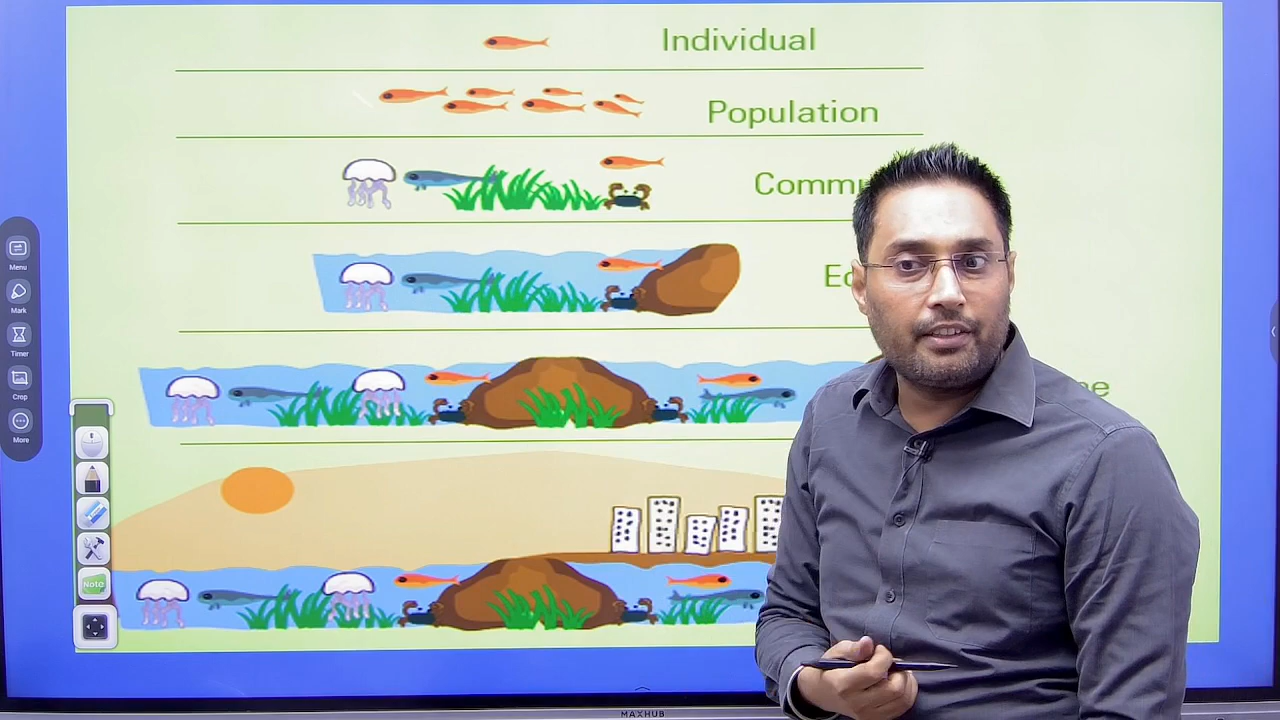 Individual
Population
Menu
Mark
Timer
Crop
More
Note
MAXHUB